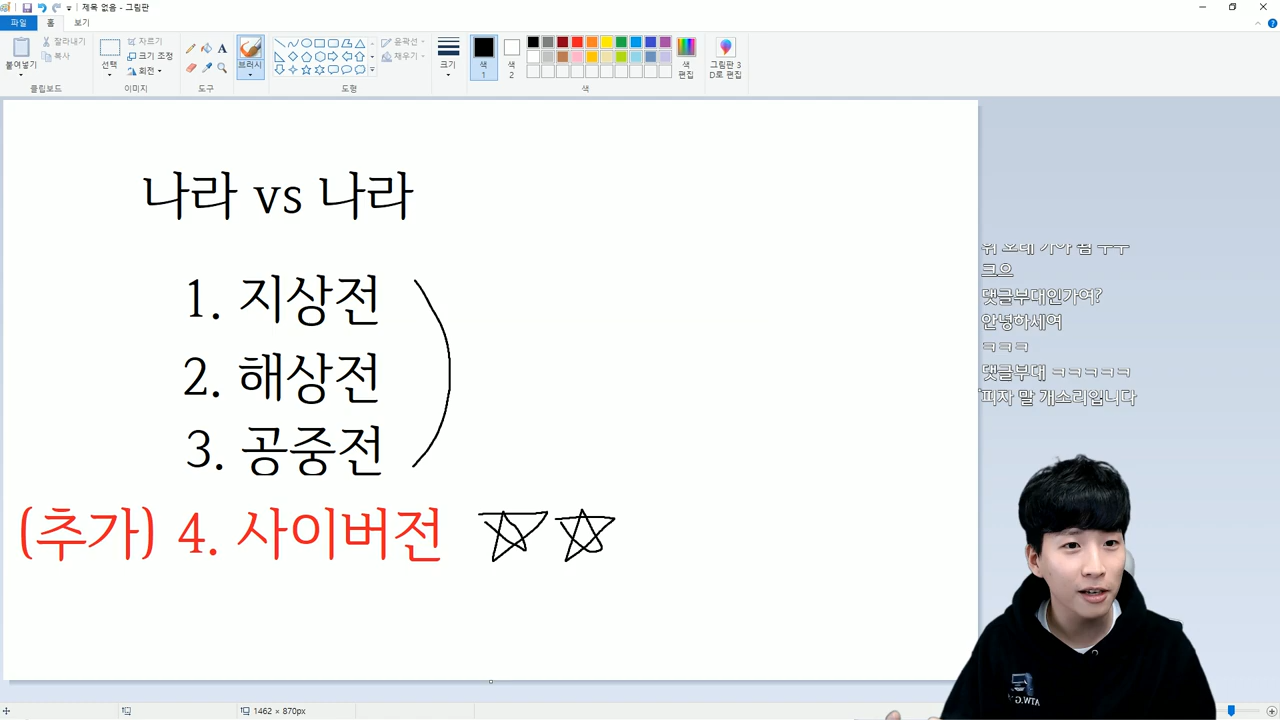 제목 없음 - 그림판
파일 홈 보기
붙여넣기
잘라내기
복사
클립보드
선택
자르기
크기 조정
회전
이미지
A
도구
브러시
윤곽선
채우기
도형
크기
색 1
색 2
색 편집
색
그림판 3D로 편집
나라 vs 나라
1. 지상전
2. 해상전
3. 공중전
(추가) 4. 사이버전
크으
댓글부대인가여?
안녕하세여
ㅋㅋㅋ
댓글부대 ㅋㅋㅋㅋㅋ
피자 말 개소리입니다
1462 × 870px